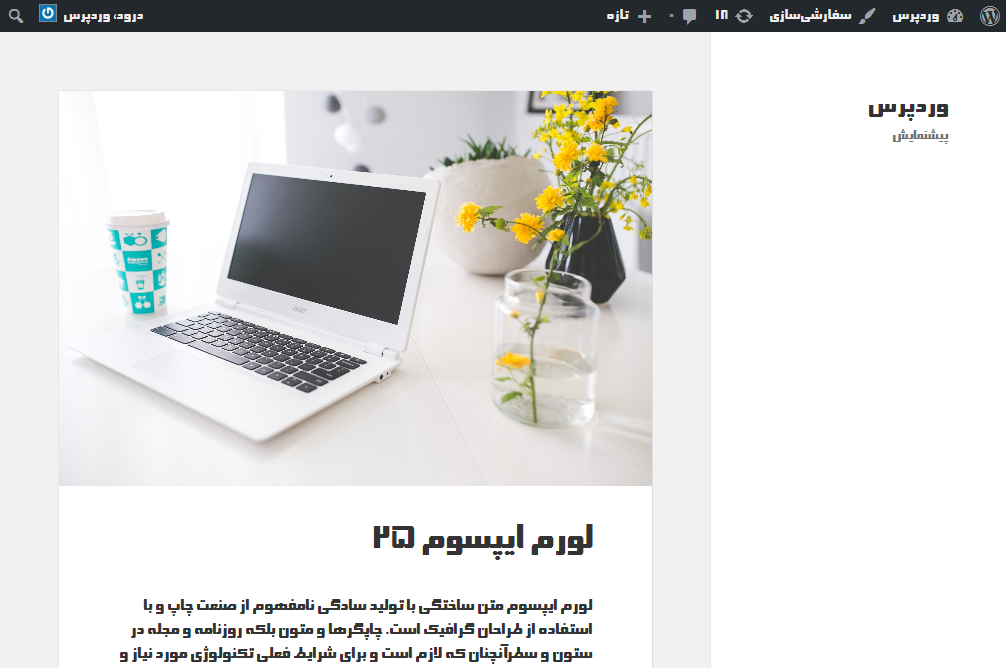 وردپرس
سفارشی‌سازی
۱۸
۰
تازه
درود، وردپرس
وردپرس
پیشنمایش
acer
لورم ایپسوم ۲۵
لورم ایپسوم متن ساختگی با تولید سادگی نامفهوم از صنعت چاپ و با
استفاده از طراحان گرافیک است. چاپگرها و متون بلکه روزنامه و مجله در
ستون و سطرآنچنان که لازم است و برای شرایط فعلی تکنولوژی مورد نیاز و